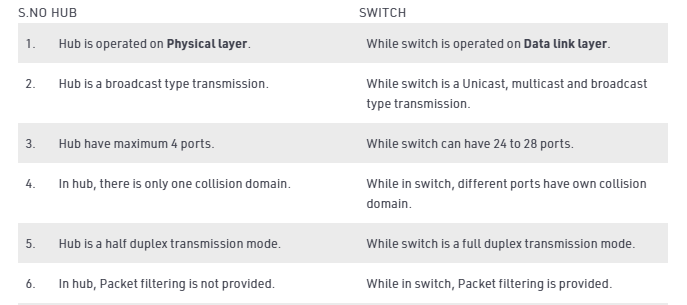 S.NO HUB SWITCH
1. Hub is operated on Physical layer. While switch is operated on Data link layer.
2. Hub is a broadcast type transmission. While switch is a Unicast, multicast and broadcast
type transmission.
3. Hub have maximum 4 ports. While switch can have 24 to 28 ports.
4. In hub, there is only one collision domain. While in switch, different ports have own collision
domain.
5. Hub is a half duplex transmission mode. While switch is a full duplex transmission mode.
6. In hub, Packet filtering is not provided. While in switch, Packet filtering is provided.